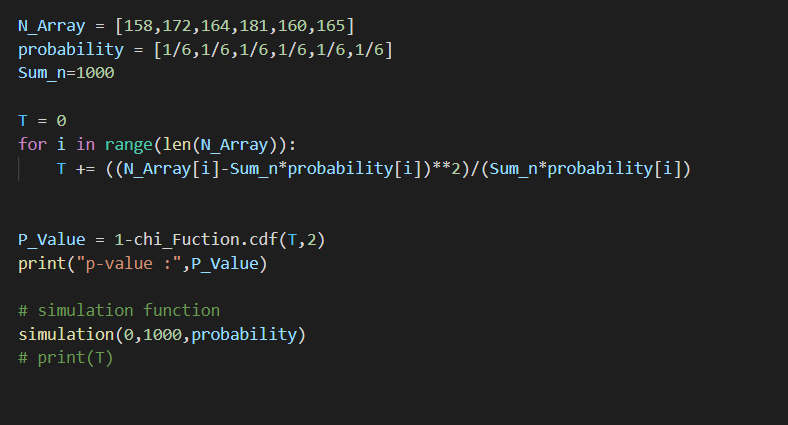 N_Array = [158,172,164,181,160,165]
probability = [1/6,1/6,1/6,1/6,1/6,1/6]
Sum_n=1000
T = 0
for i in range(len(N_Array)):
    T += ((N_Array[i]-Sum_n*probability[i])**2)/(Sum_n*probability[i])
P_Value = 1-chi_Fuction.cdf(T,2)
print("p-value :",P_Value)
# simulation function
simulation(0,1000,probability)
# print(T)